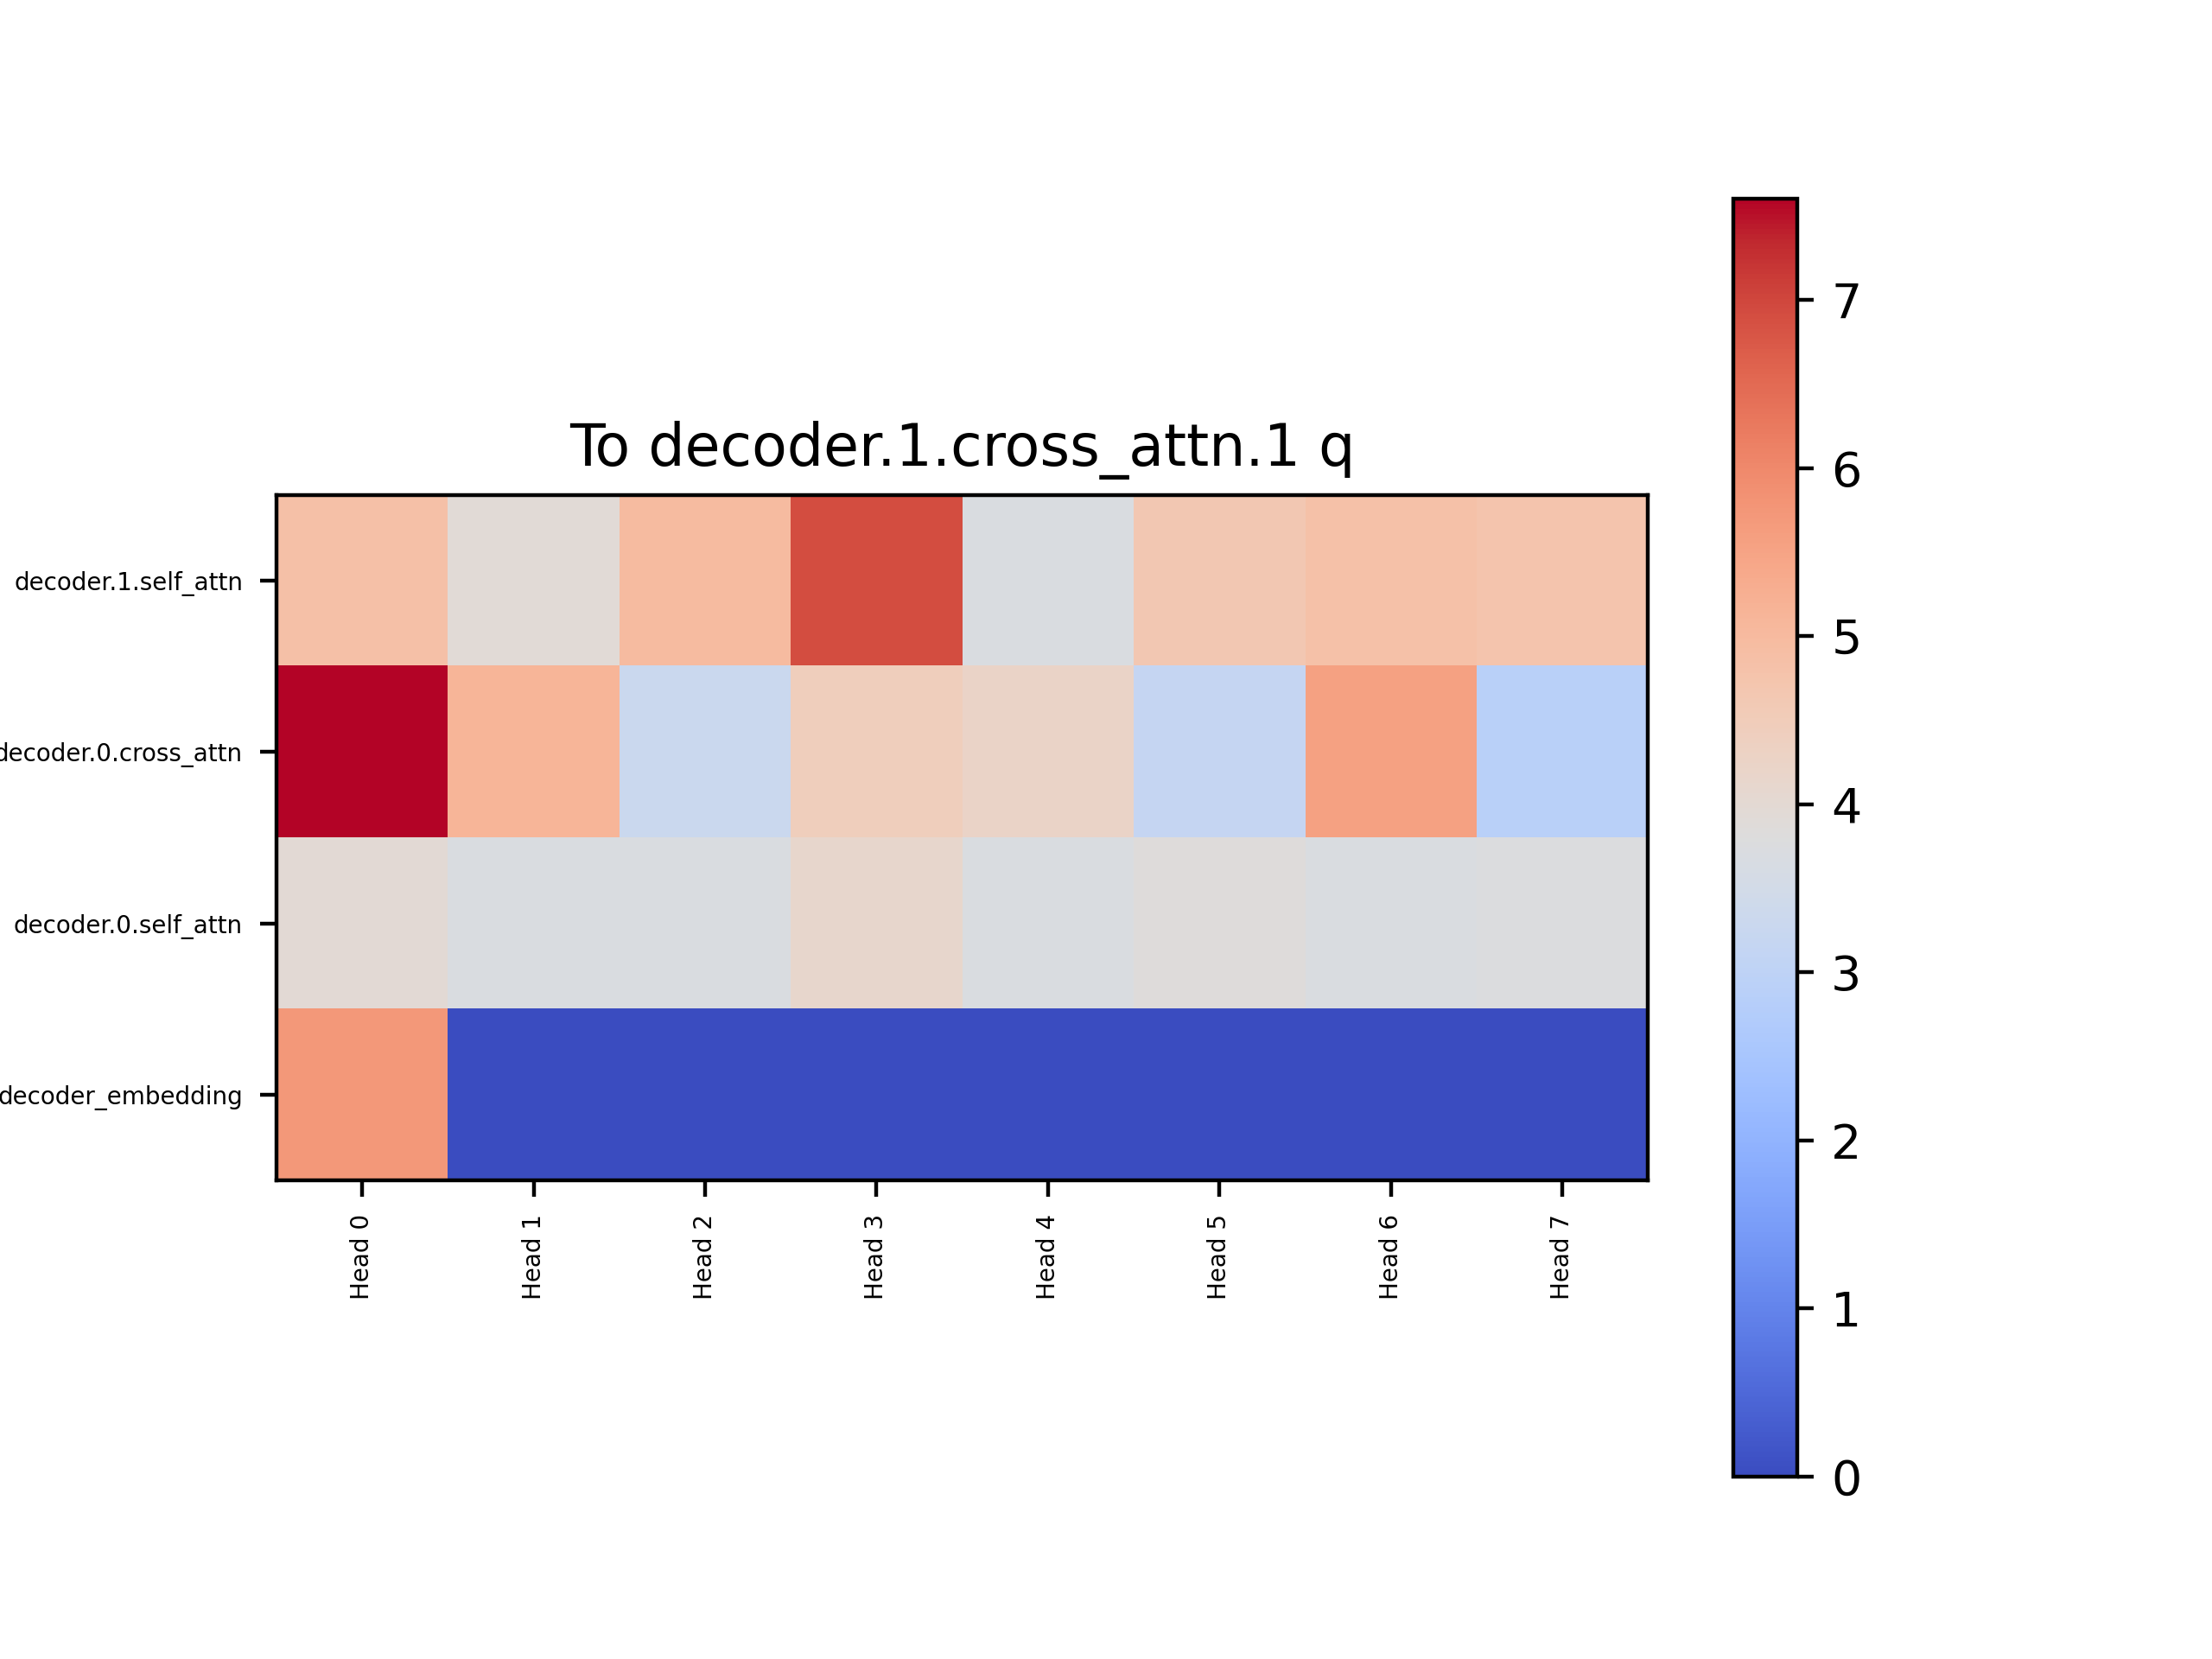 To decoder.1.cross_attn.1 q
decoder.1.self_attn
decoder.0.cross_attn
decoder.0.self_attn
decoder_embedding
Head 0
Head 1
Head 2
Head 3
Head 4
Head 5
Head 6
Head 7
7
6
5
4
3
2
1
0